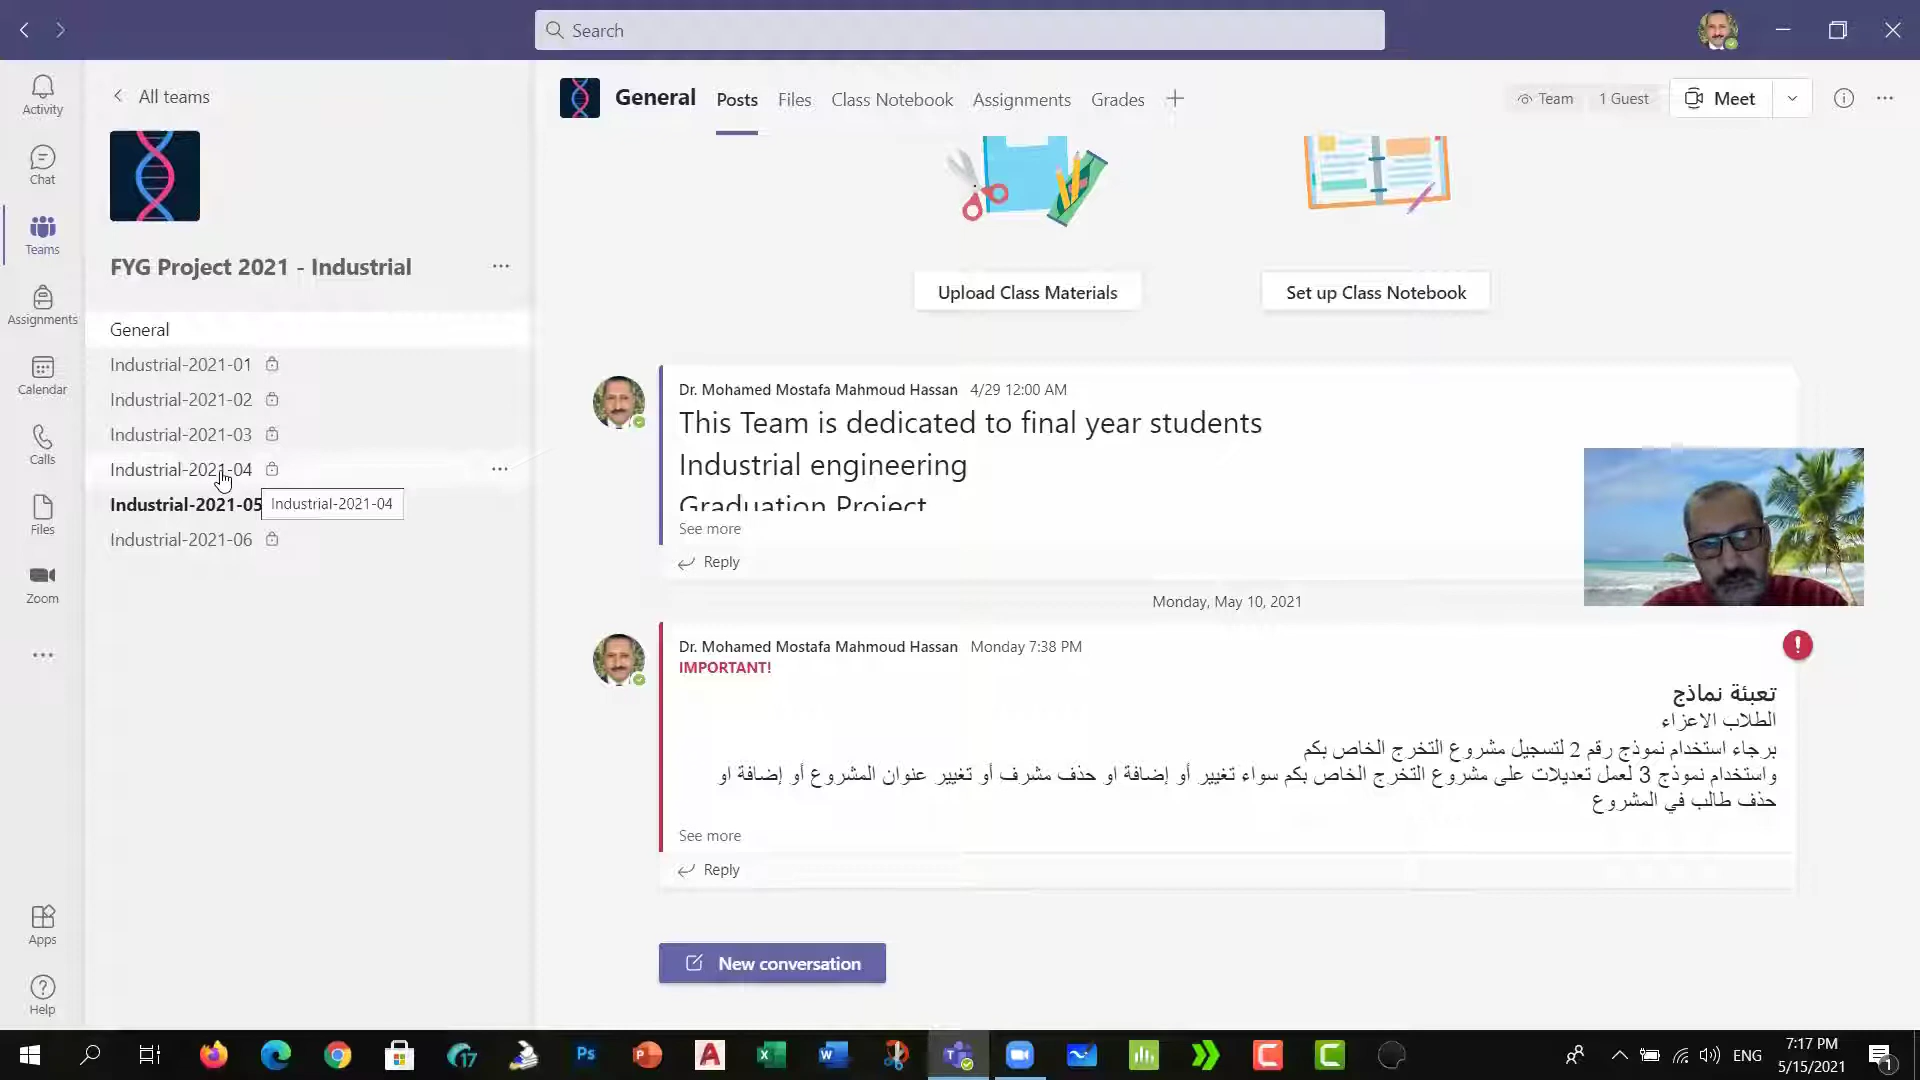 Search
Activity
Chat
Teams
Assignments
Calendar
Calls
Files
Zoom
Apps
Help
All teams
FYG Project 2021 - Industrial
General
Industrial-2021-01
Industrial-2021-02
Industrial-2021-03
Industrial-2021-04
Industrial-2021-05
Industrial-2021-04
Industrial-2021-06
General
Posts
Files
Class Notebook
Assignments
Grades
Team
1 Guest
Meet
Upload Class Materials
Set up Class Notebook
Dr. Mohamed Mostafa Mahmoud Hassan 4/29 12:00 AM
This Team is dedicated to final year students
Industrial engineering
Graduation Project
See more
Reply
Monday, May 10, 2021
Dr. Mohamed Mostafa Mahmoud Hassan Monday 7:38 PM
IMPORTANT!
تعبئة نماذج
الطلاب الاعزاء
برجاء استخدام نموذج رقم 2 لتسجيل مشروع التخرج الخاص بكم
واستخدام نموذج 3 لعمل تعديلات على مشروع التخرج الخاص بكم سواء تغيير أو إضافة او حذف مشرف أو تغيير عنوان المشروع أو إضافة او
حذف طالب في المشروع
See more
Reply
New conversation
17
Ps
ENG
7:17 PM
5/15/2021
1